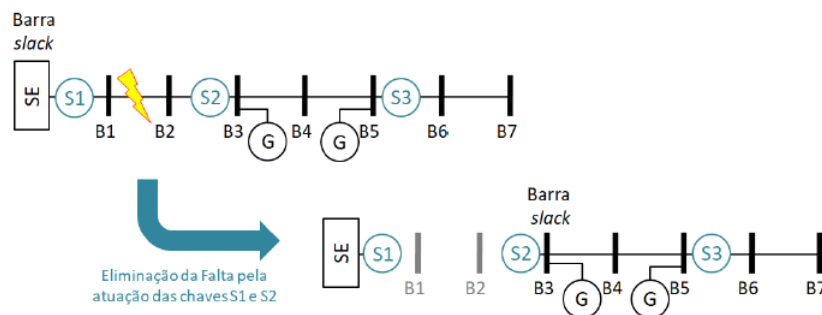 Barra
slack
SE
S1
S2
S3
B1
B2
B3
B4
B5
B6
B7
G
G
Eliminação da Falta pela
atuação das chaves S1 e S2
Barra
slack
SE
S1
S2
S3
B1
B2
B3
B4
B5
B6
B7
G
G